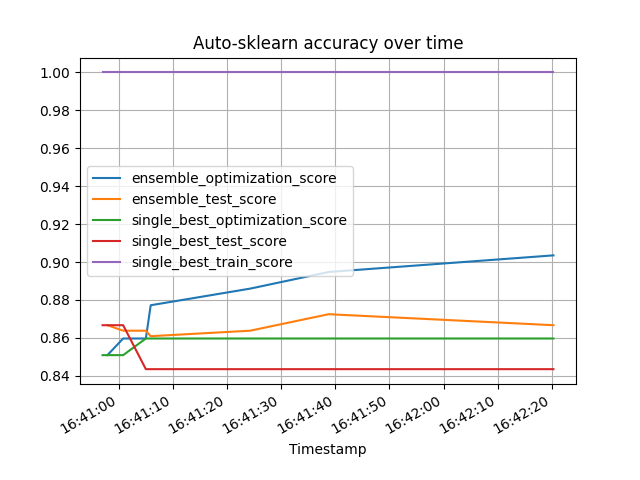 Auto-sklearn accuracy over time
1.00
0.98
0.96
0.94
0.92
0.90
0.88
0.86
0.84
ensemble_optimization_score
ensemble_test_score
single_best_optimization_score
single_best_test_score
single_best_train_score
16:41:00
16:41:10
16:41:20
16:41:30
16:41:40
16:41:50
16:42:00
16:42:10
16:42:20
Timestamp